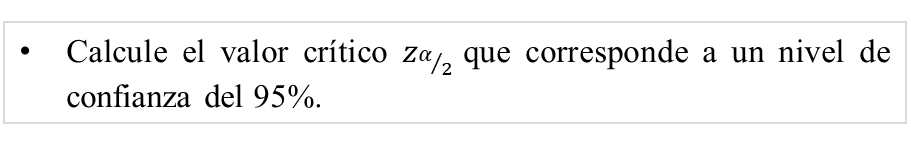 • Calcule el valor crítico zα/2 que corresponde a un nivel de
confianza del 95%.